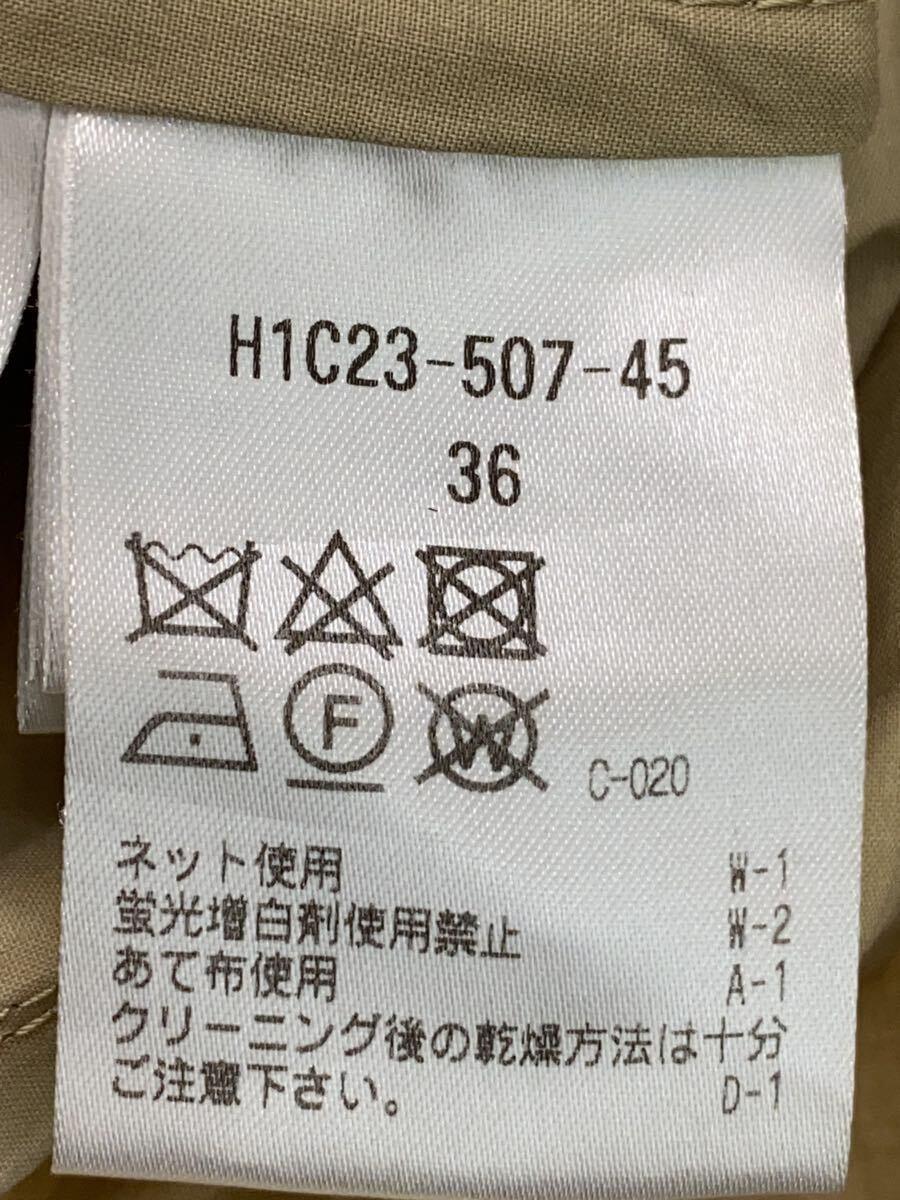 H1C23-507-45
36
F
W
C-020
ネット使用 W-1
蛍光増白剤使用禁止 W-2
あて布使用 A-1
クリーニング後の乾燥方法は十分
ご注意下さい。 D-1